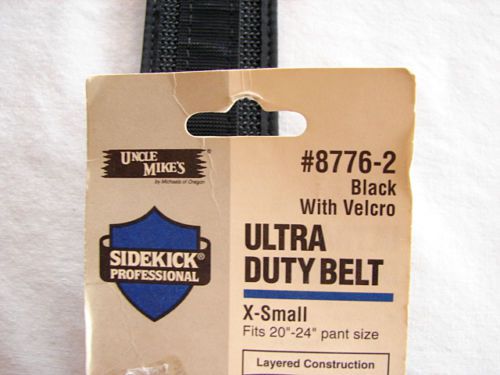 UNCLE
MIKE'S®
by Michaels of Oregon
SIDEKICK®
PROFESSIONAL
#8776-2
Black
With Velcro
ULTRA
DUTY BELT
X-Small
Fits 20"-24" pant size
Layered Construction